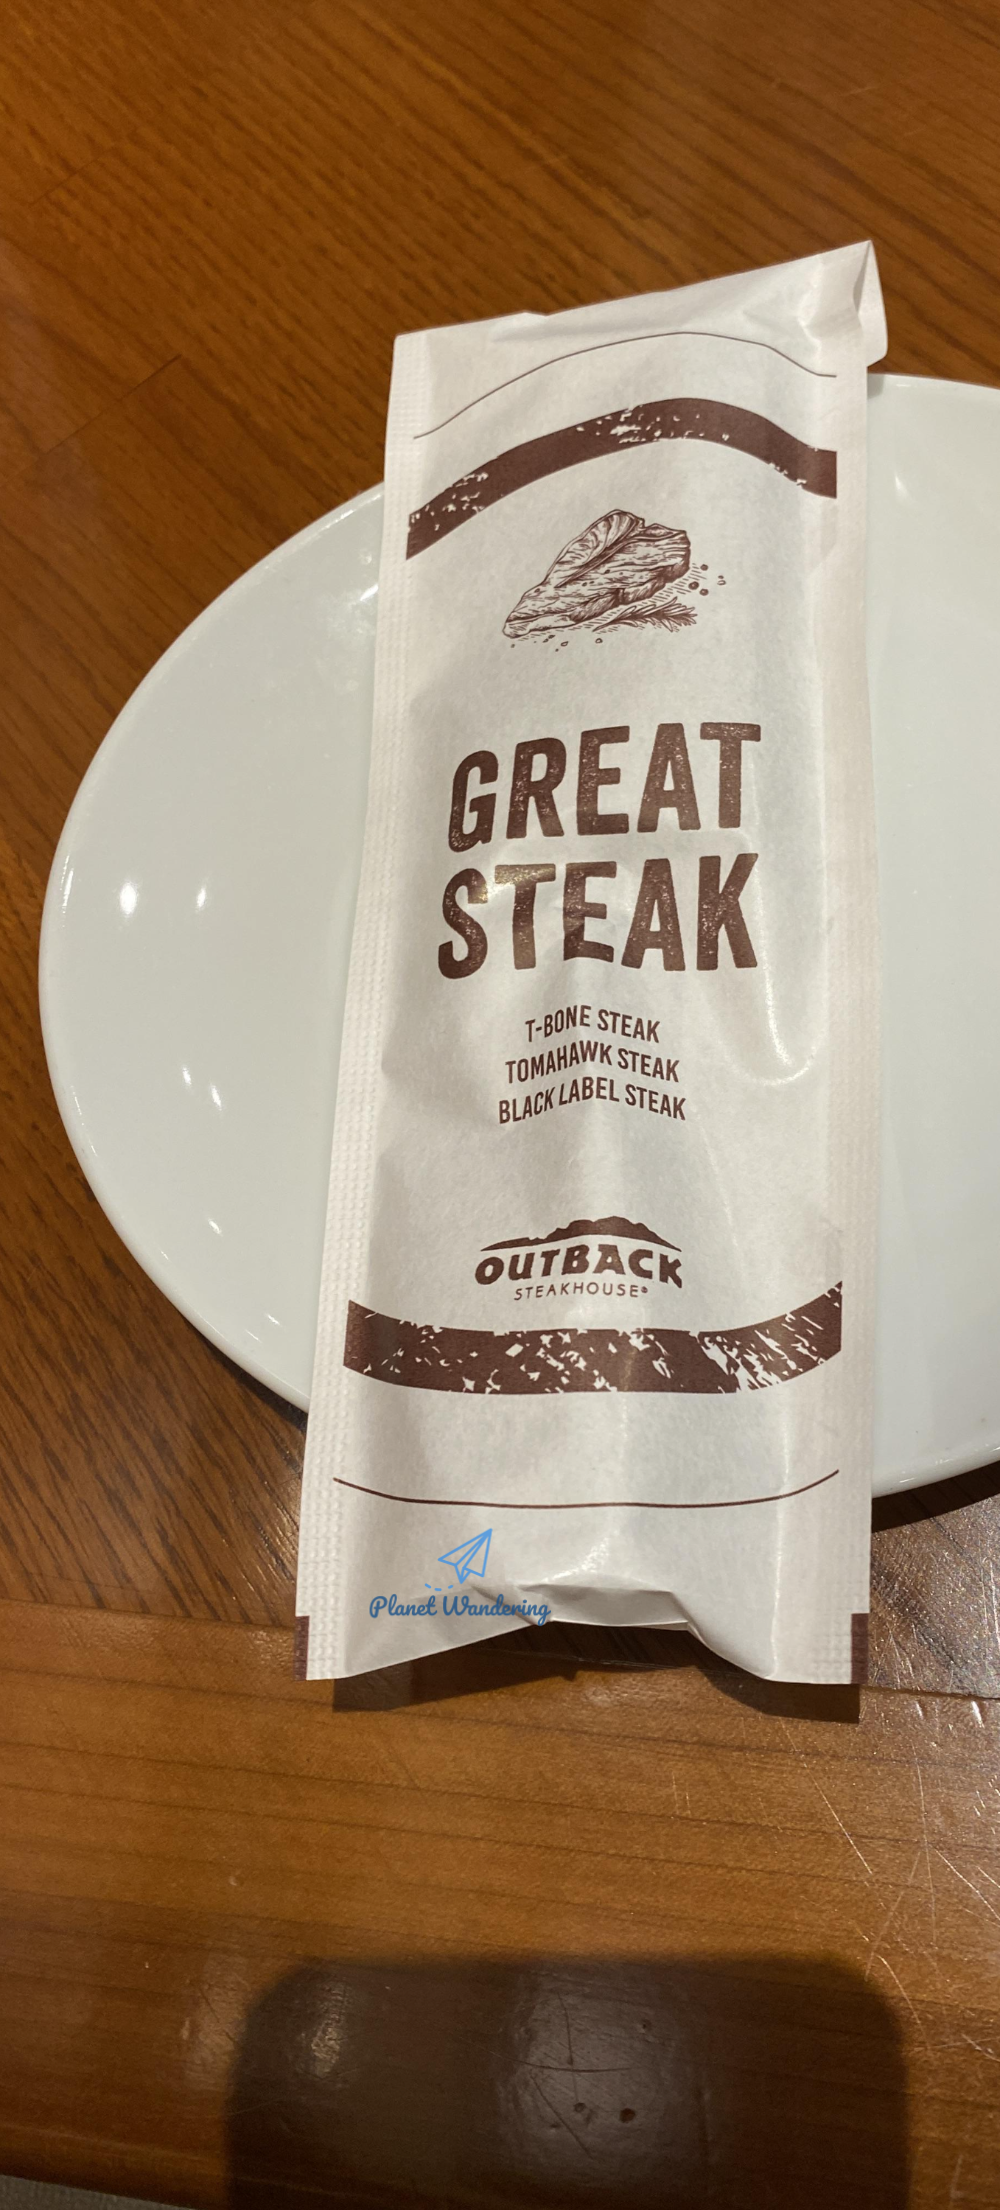 GREAT
STEAK
T-BONE STEAK
TOMAHAWK STEAK
BLACK LABEL STEAK
OUTBACK
STEAKHOUSE®
Planet Wandering